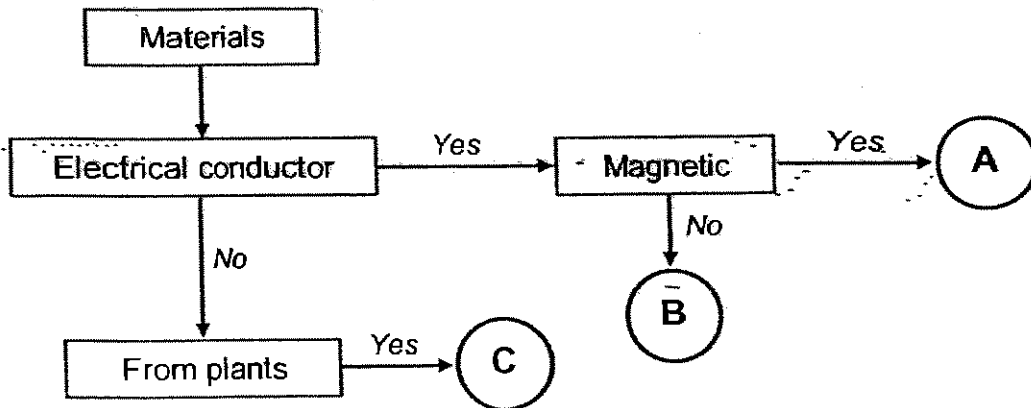 Materials
Electrical conductor
Yes
Magnetic
Yes
A
No
No
B
From plants
Yes
C